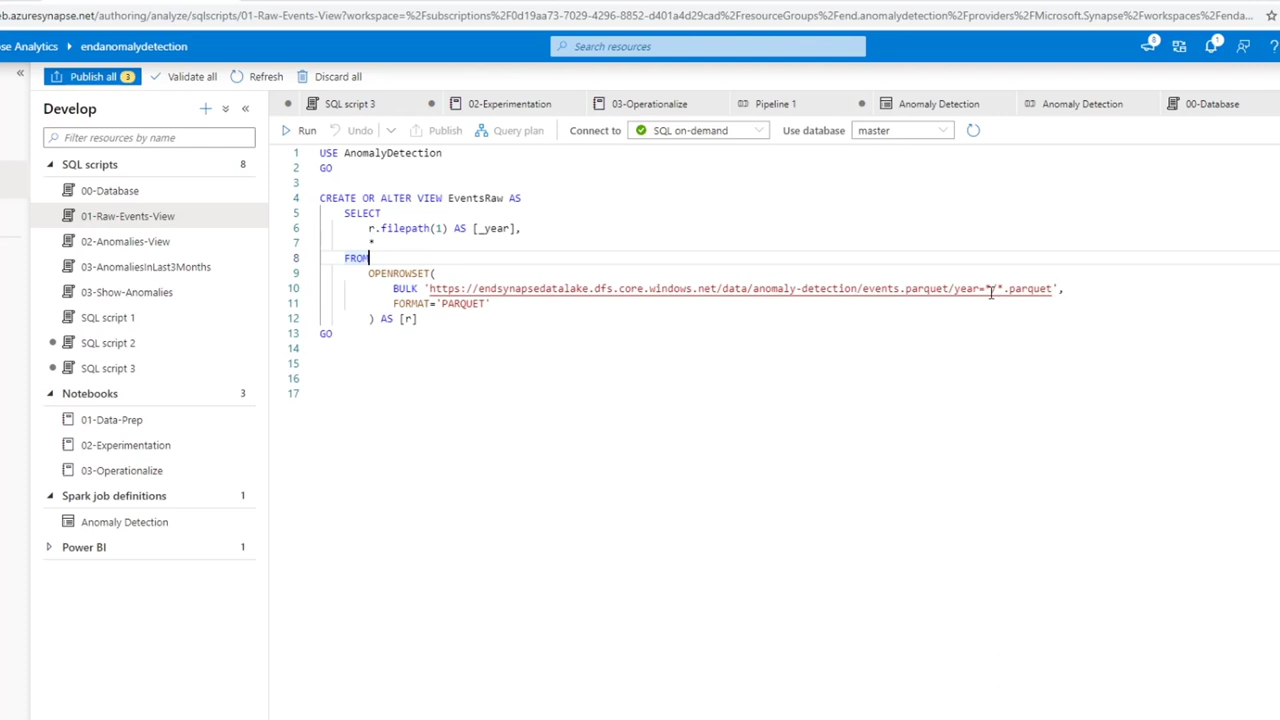 eb.azuresynapse.net/authoring/analyze/sqlscripts/01-Raw-Events-View?workspace=%2Fsubscriptions%2F0d19aa73-7029-4296-8852-d401a4d29cad%2FresourceGroups%2Fend.anomalydetection%2Fproviders%2FMicrosoft.Synapse%2Fworkspaces%2Fenda...
se Analytics endanomalydetection Search resources 8 1 ?
Publish all 3 Validate all Refresh Discard all
Develop
Filter resources by name
SQL scripts 8
00-Database
01-Raw-Events-View
02-Anomalies-View
03-AnomaliesInLast3Months
03-Show-Anomalies
SQL script 1
SQL script 2
SQL script 3
Notebooks 3
01-Data-Prep
02-Experimentation
03-Operationalize
Spark job definitions 1
Anomaly Detection
Power BI 1
SQL script 3 02-Experimentation 03-Operationalize Pipeline 1 Anomaly Detection Anomaly Detection 00-Database
Run Undo Publish Query plan Connect to SQL on-demand Use database master
1 USE AnomalyDetection
2 GO
3
4 CREATE OR ALTER VIEW EventsRaw AS
5 SELECT
6 r.filepath(1) AS [_year],
7 *
8 FROM
9 OPENROWSET(
10 BULK 'https://endsynapsedatalake.dfs.core.windows.net/data/anomaly-detection/events.parquet/year=*/*.parquet',
11 FORMAT='PARQUET'
12 ) AS [r]
13 GO
14
15
16
17